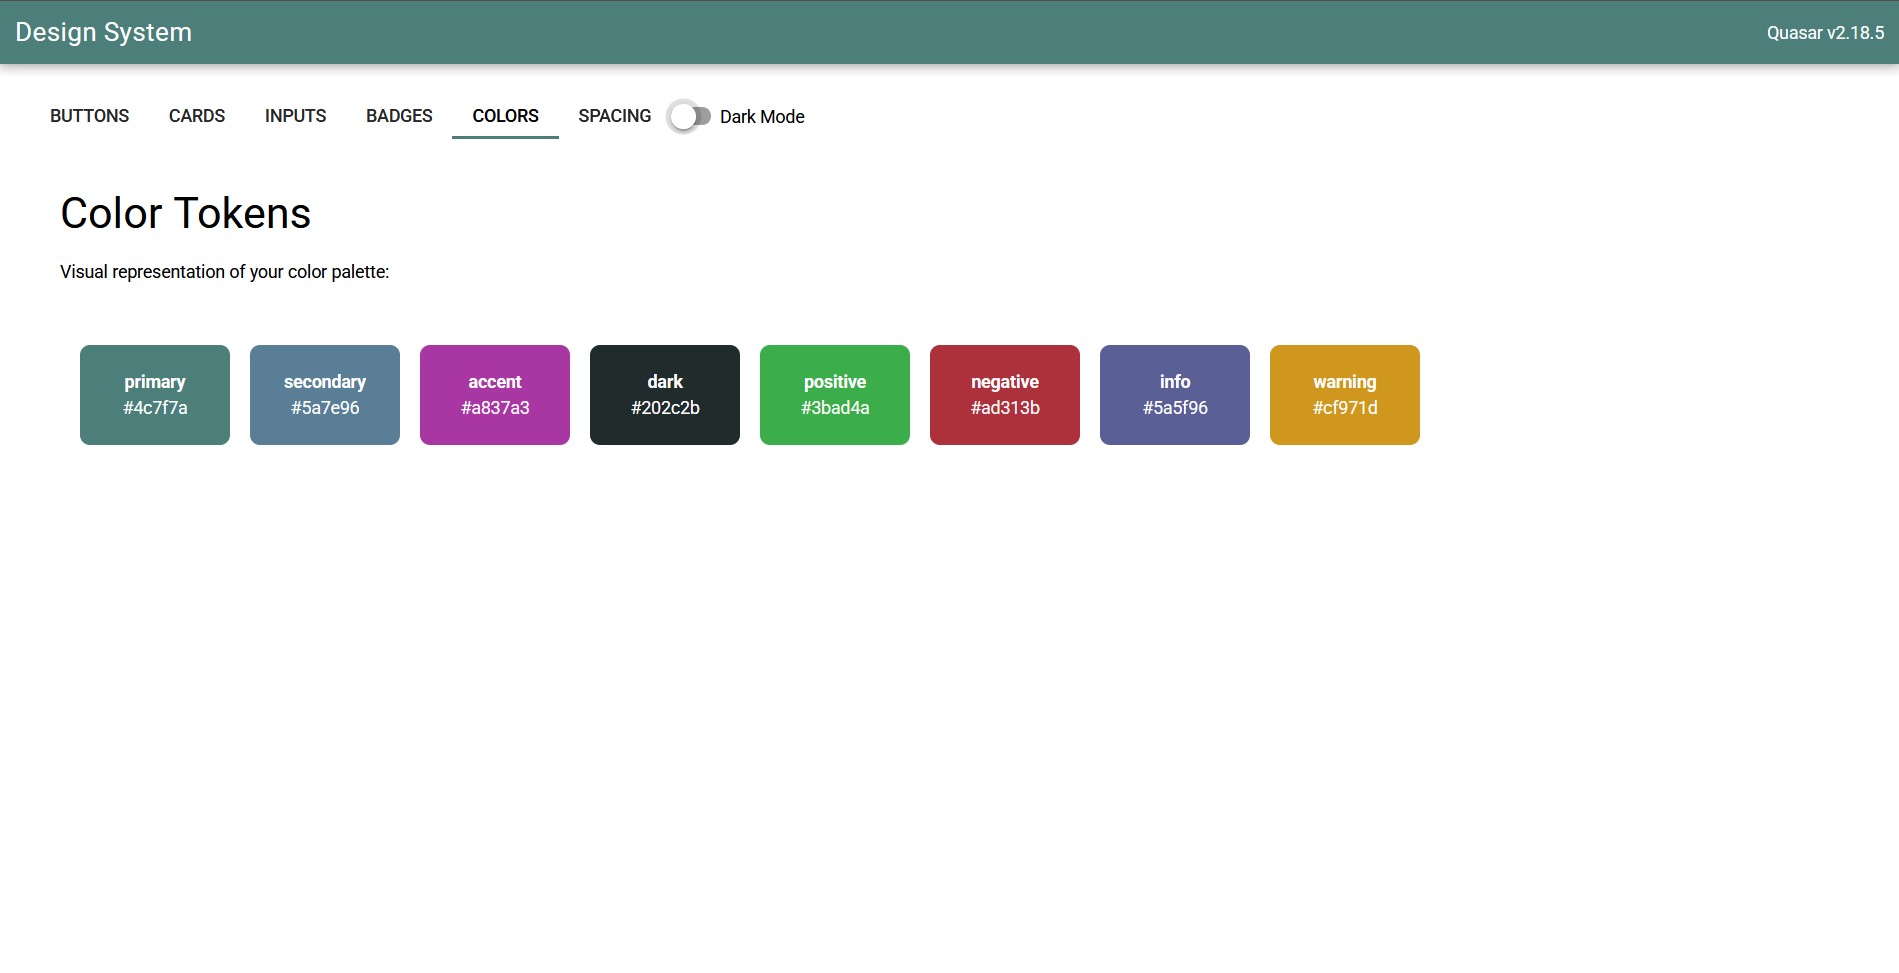 Design System
Quasar v2.18.5
BUTTONS CARDS INPUTS BADGES COLORS SPACING Dark Mode
Color Tokens
Visual representation of your color palette:
primary
#4c7f7a
secondary
#5a7e96
accent
#a837a3
dark
#202c2b
positive
#3bad4a
negative
#ad313b
info
#5a5f96
warning
#cf971d